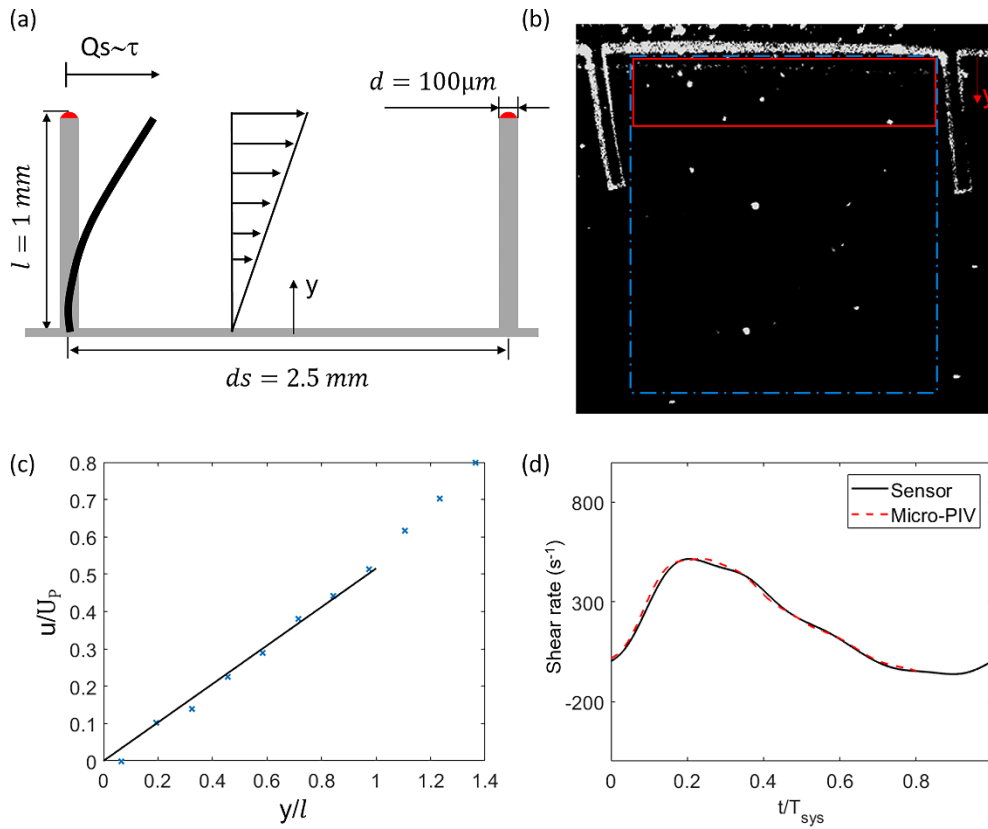 (a)
Qs~τ
d = 100μm
l = 1 mm
y
ds = 2.5 mm
(b)
y
(c)
u/U_P
0.8
0.7
0.6
0.5
0.4
0.3
0.2
0.1
0
0 0.2 0.4 0.6 0.8 1 1.2 1.4
y/l
(d)
Shear rate (s⁻¹)
800
300
-200
Sensor
Micro-PIV
0 0.2 0.4 0.6 0.8
t/T_sys